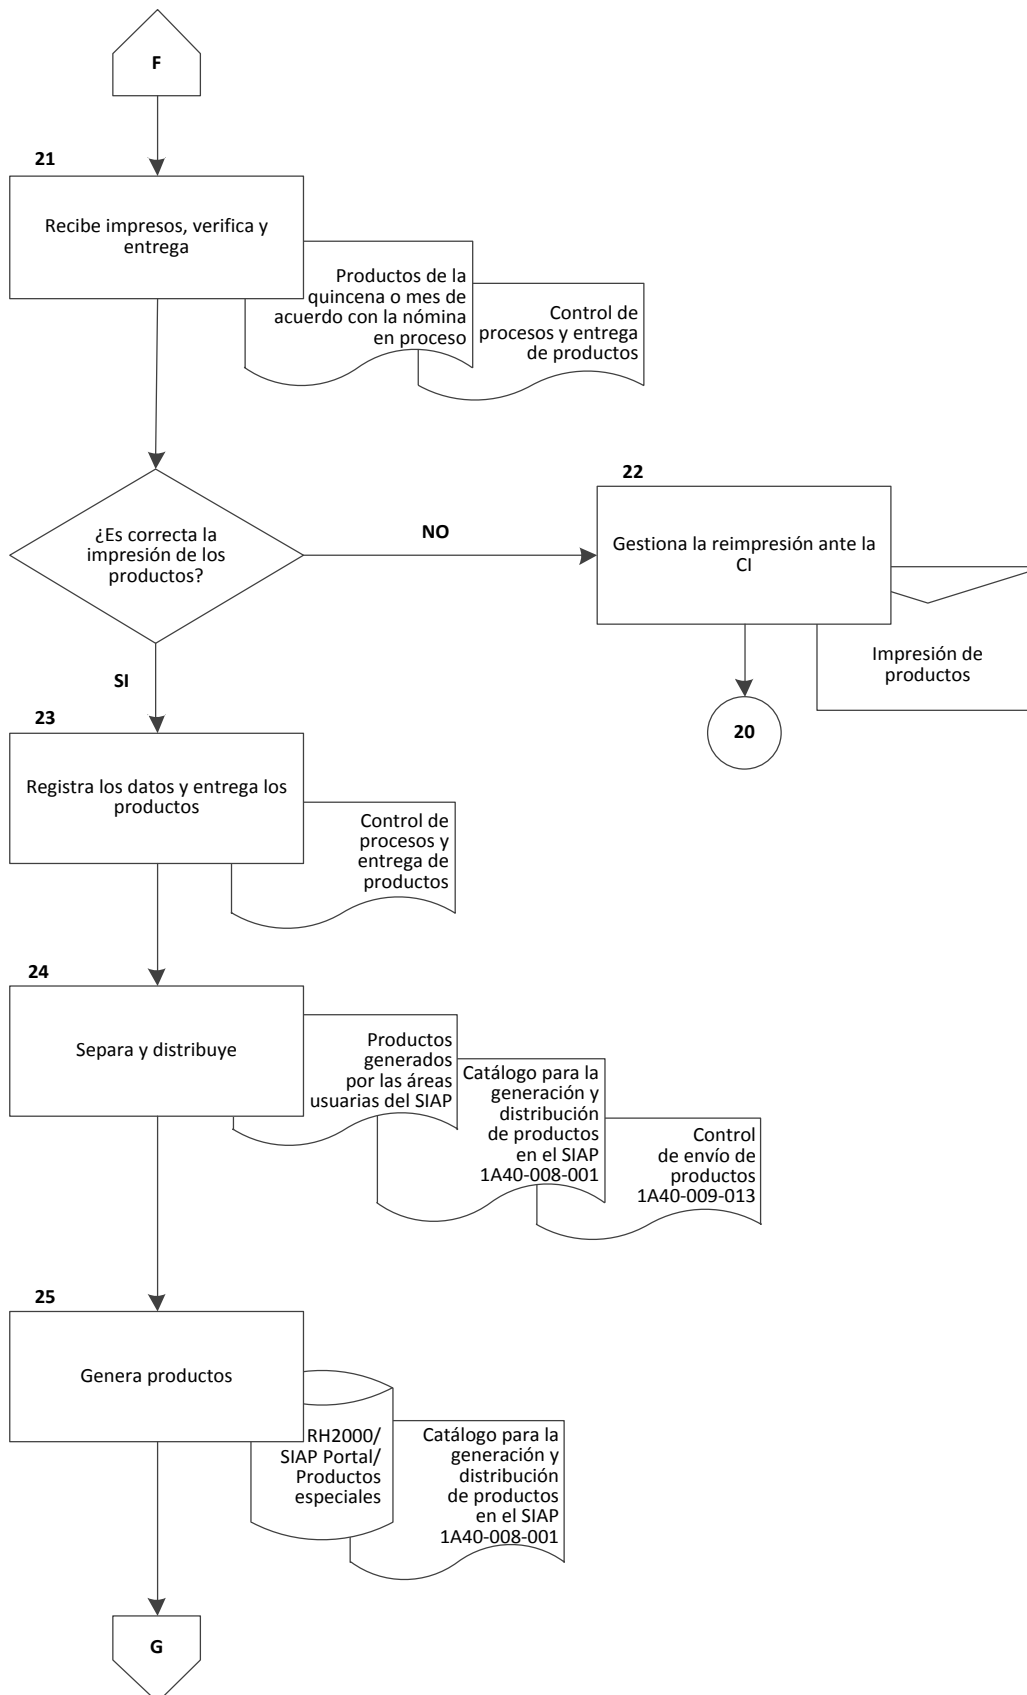 F
21
Recibe impresos, verifica y
entrega
Productos de la
quincena o mes de
acuerdo con la nómina
en proceso
Control de
procesos y entrega
de productos
¿Es correcta la
impresión de los
productos?
NO
22
Gestiona la reimpresión ante la
CI
Impresión de
productos
20
SI
23
Registra los datos y entrega los
productos
Control de
procesos y
entrega de
productos
24
Separa y distribuye
Productos
generados
por las áreas
usuarias del SIAP
Catálogo para la
generación y
distribución
de productos
en el SIAP
1A40-008-001
Control
de envío de
productos
1A40-009-013
25
Genera productos
RH2000/
SIAP Portal/
Productos
especiales
Catálogo para la
generación y
distribución
de productos
en el SIAP
1A40-008-001
G